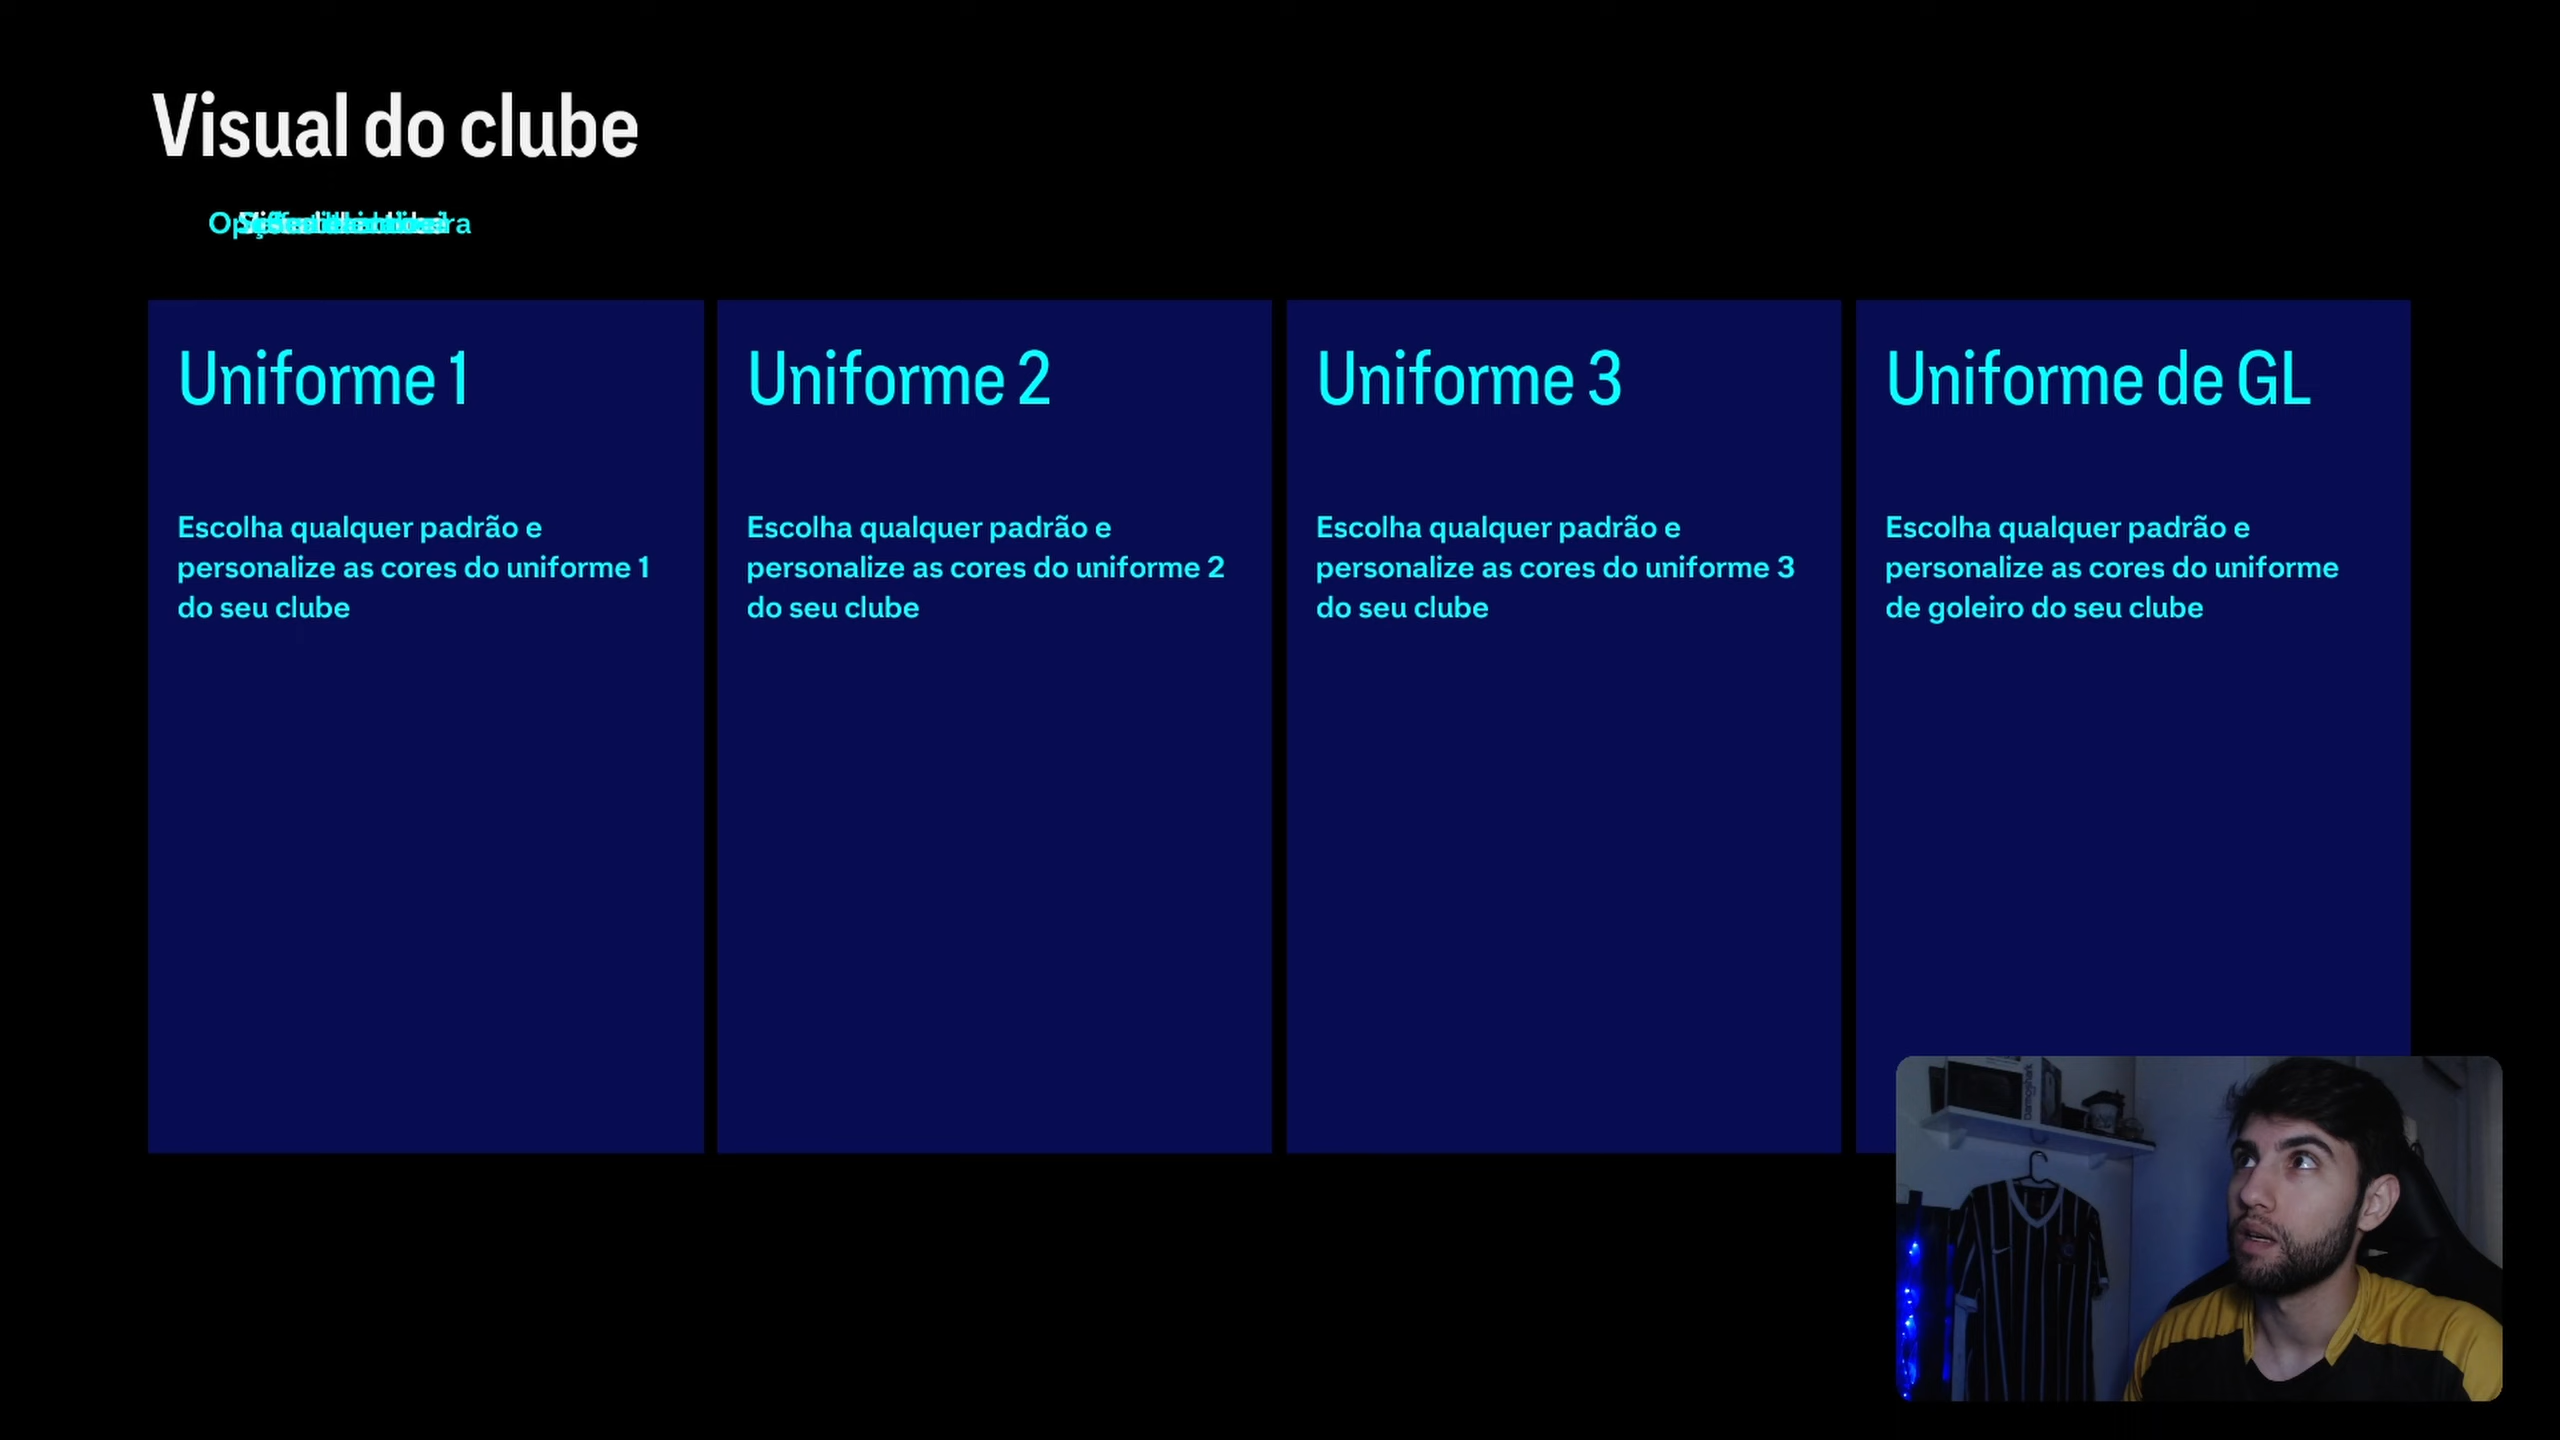 Visual do clube
Uniforme 1
Escolha qualquer padrão e
personalize as cores do uniforme 1
do seu clube
Uniforme 2
Escolha qualquer padrão e
personalize as cores do uniforme 2
do seu clube
Uniforme 3
Escolha qualquer padrão e
personalize as cores do uniforme 3
do seu clube
Uniforme de GL
Escolha qualquer padrão e
personalize as cores do uniforme
de goleiro do seu clube